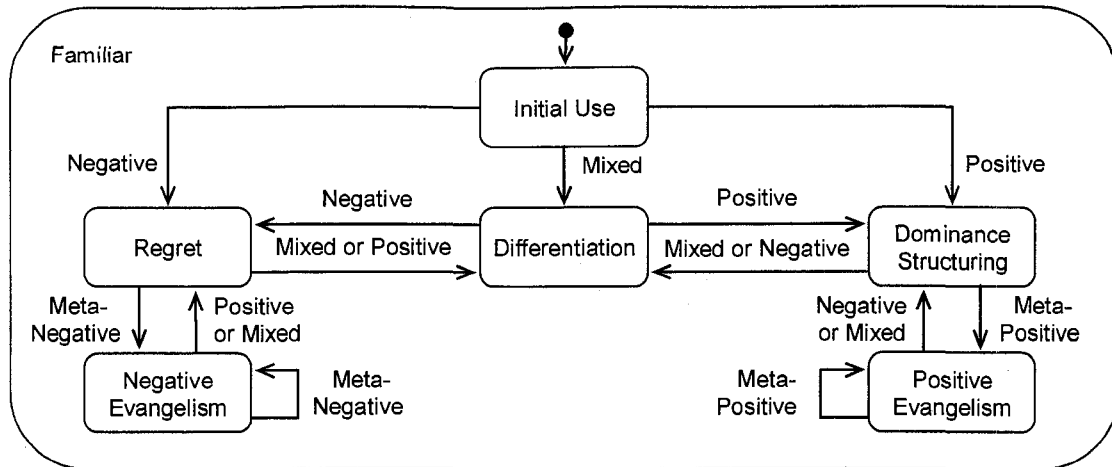 Familiar
Initial Use
Negative
Mixed
Positive
Negative
Positive
Regret
Mixed or Positive
Differentiation
Mixed or Negative
Dominance
Structuring
Meta-
Negative
Positive
or Mixed
Negative
or Mixed
Meta-
Positive
Negative
Evangelism
Meta-
Negative
Meta-
Positive
Positive
Evangelism